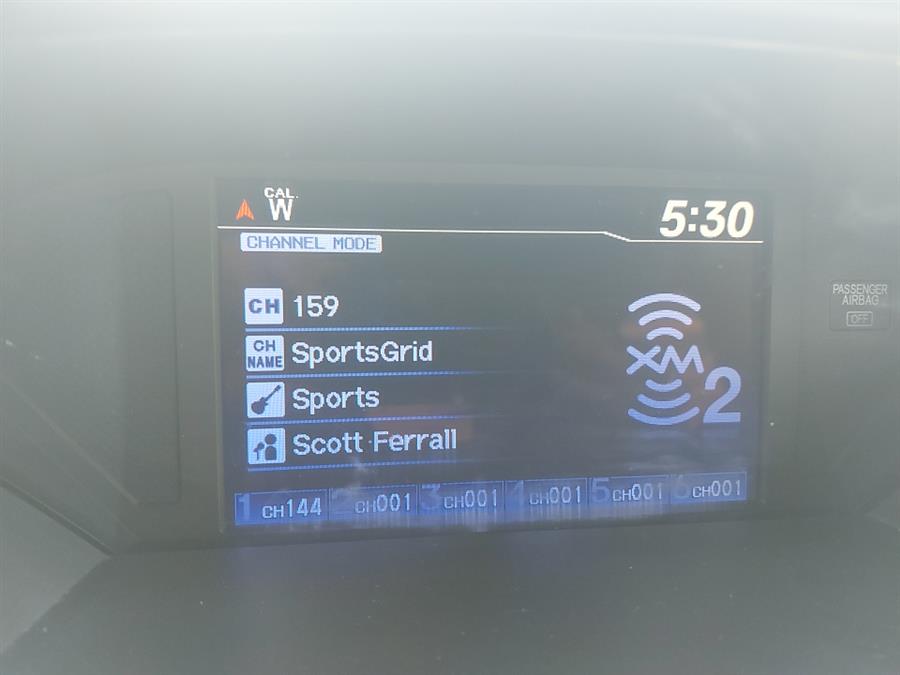 CAL.
W
5:30
CHANNEL MODE
CH 159
CH NAME SportsGrid
Sports
Scott Ferrall
XM 2
1 CH144 2 CH001 3 CH001 4 CH001 5 CH001 6 CH001
PASSENGER
AIRBAG
OFF